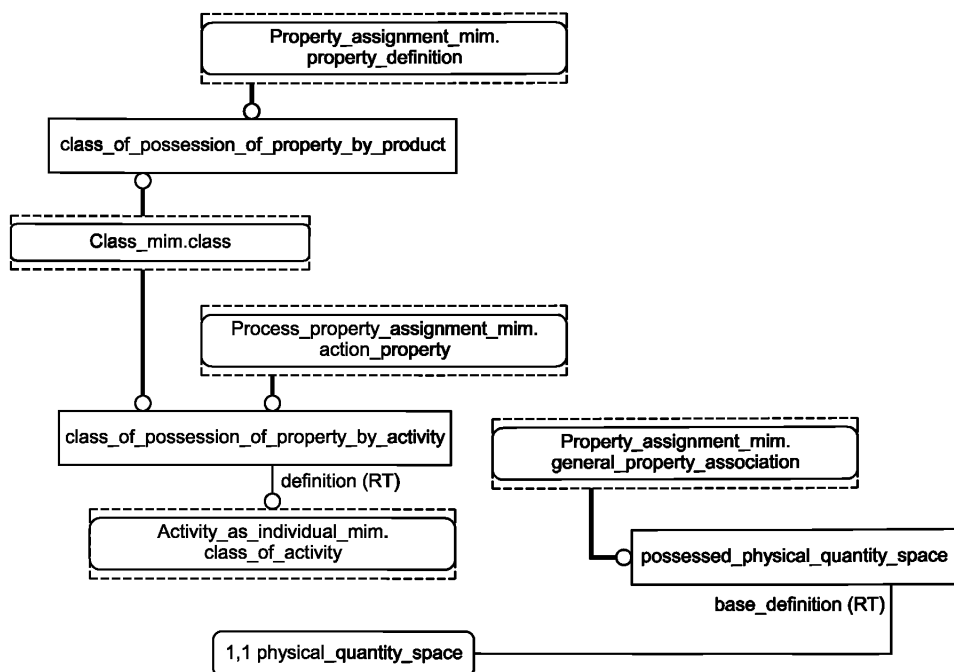 Property_assignment_mim.
property_definition
class_of_possession_of_property_by_product
Class_mim.class
Process_property_assignment_mim.
action_property
class_of_possession_of_property_by_activity
Property_assignment_mim.
general_property_association
definition (RT)
Activity_as_individual_mim.
class_of_activity
possessed_physical_quantity_space
base_definition (RT)
1,1 physical_quantity_space